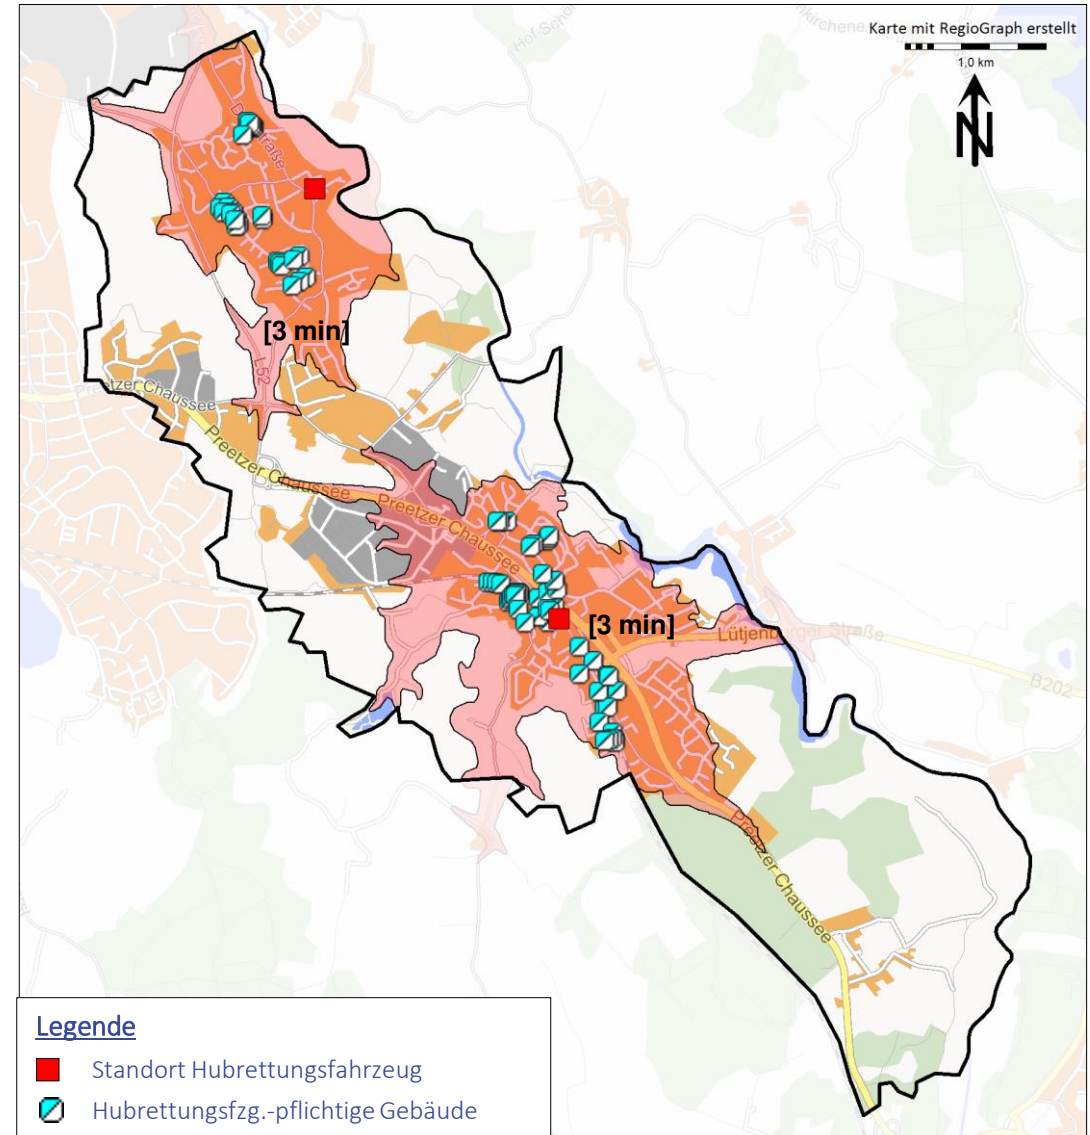 Karte mit RegioGraph erstellt
1,0 km
N
[3 min]
L52
Preetzer Chaussee
Preetzer Chaussee
Preetzer Chaussee
[3 min]
Lütjenburger Straße
B202
Preetzer Chaussee
Legende
Standort Hubrettungsfahrzeug
Hubrettungsfzg.-pflichtige Gebäude